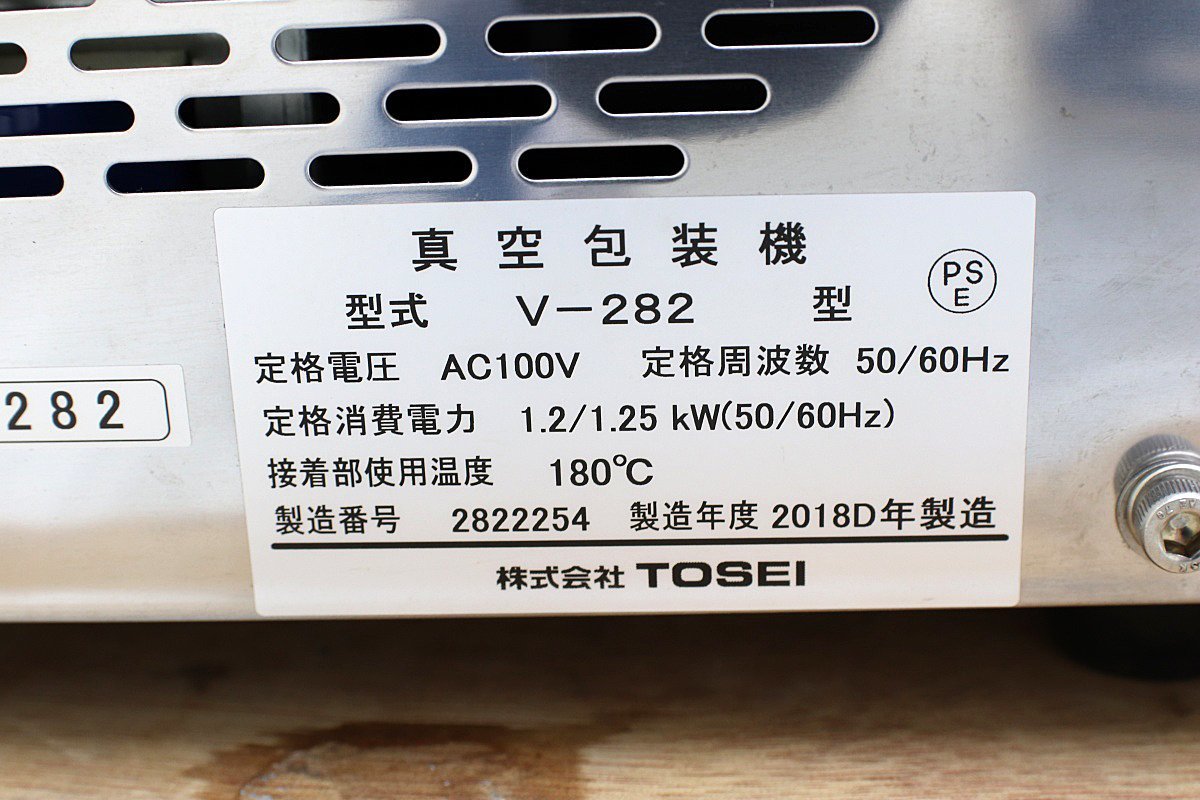 真空包装機
PS
E
型式 V-282 型
定格電圧 AC100V 定格周波数 50/60Hz
定格消費電力 1.2/1.25 kW(50/60Hz)
接着部使用温度 180℃
製造番号 2822254 製造年度 2018D年製造
株式会社 TOSEI
282